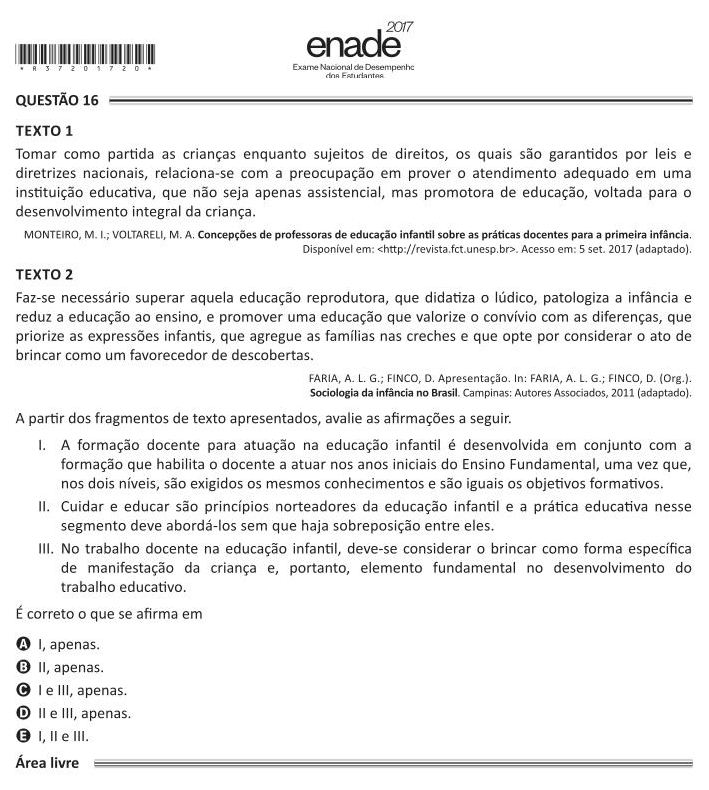 2017
enade
Exame Nacional de Desempenho
dos Estudantes
*R3720172O*
QUESTÃO 16
TEXTO 1
Tomar como partida as crianças enquanto sujeitos de direitos, os quais são garantidos por leis e
diretrizes nacionais, relaciona-se com a preocupação em prover o atendimento adequado em uma
instituição educativa, que não seja apenas assistencial, mas promotora de educação, voltada para o
desenvolvimento integral da criança.
MONTEIRO, M. I.; VOLTARELI, M. A. Concepções de professoras de educação infantil sobre as práticas docentes para a primeira infância.
Disponível em: <http://revista.fct.unesp.br>. Acesso em: 5 set. 2017 (adaptado).
TEXTO 2
Faz-se necessário superar aquela educação reprodutora, que didatiza o lúdico, patologiza a infância e
reduz a educação ao ensino, e promover uma educação que valorize o convívio com as diferenças, que
priorize as expressões infantis, que agregue as famílias nas creches e que opte por considerar o ato de
brincar como um favorecedor de descobertas.
FARIA, A. L. G.; FINCO, D. Apresentação. In: FARIA, A. L. G.; FINCO, D. (Org.).
Sociologia da infância no Brasil. Campinas: Autores Associados, 2011 (adaptado).
A partir dos fragmentos de texto apresentados, avalie as afirmações a seguir.
I. A formação docente para atuação na educação infantil é desenvolvida em conjunto com a
formação que habilita o docente a atuar nos anos iniciais do Ensino Fundamental, uma vez que,
nos dois níveis, são exigidos os mesmos conhecimentos e são iguais os objetivos formativos.
II. Cuidar e educar são princípios norteadores da educação infantil e a prática educativa nesse
segmento deve abordá-los sem que haja sobreposição entre eles.
III. No trabalho docente na educação infantil, deve-se considerar o brincar como forma específica
de manifestação da criança e, portanto, elemento fundamental no desenvolvimento do
trabalho educativo.
É correto o que se afirma em
A I, apenas.
B II, apenas.
C I e III, apenas.
D II e III, apenas.
E I, II e III.
Área livre